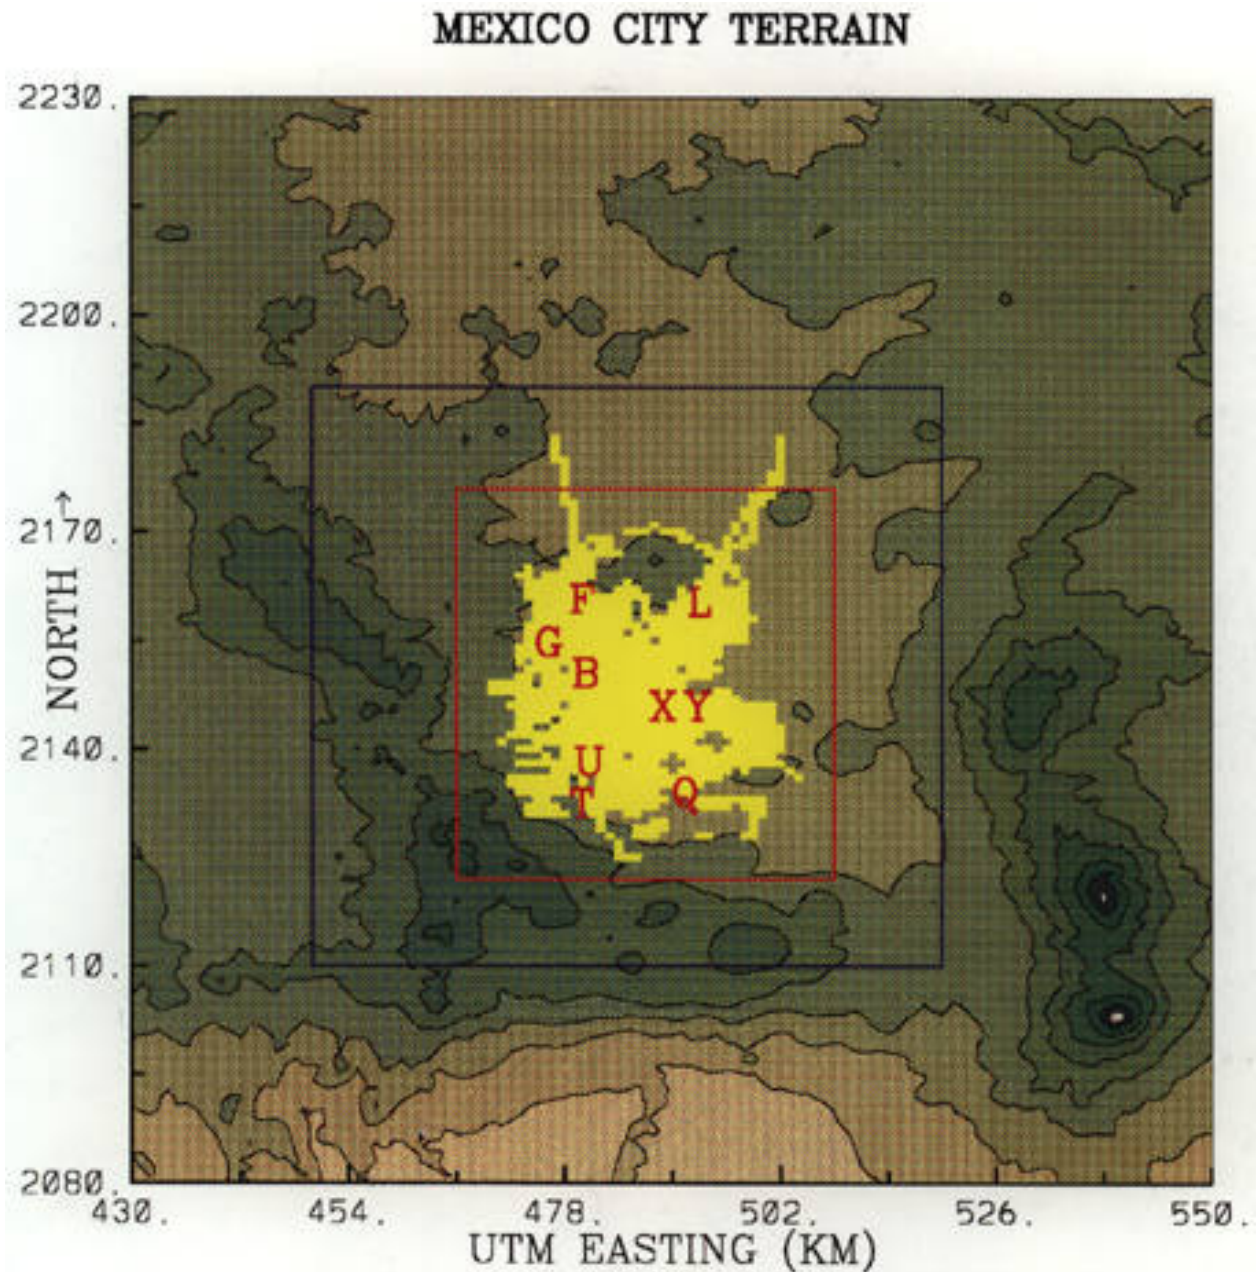 MEXICO CITY TERRAIN
2230.
2200.
2170.
2140.
2110.
2080.
NORTH→
F L
G
B
X Y
U
T Q
430. 454. 478. 502. 526. 550.
UTM EASTING (KM)